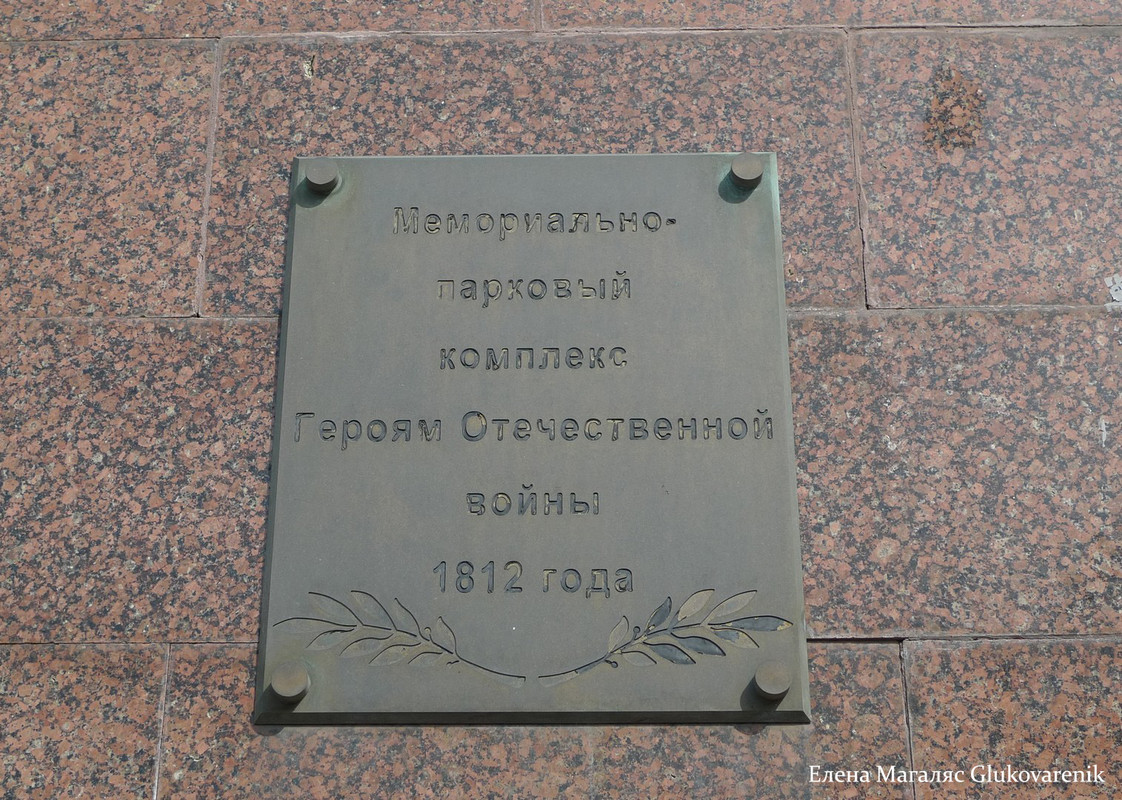 Мемориально-
парковый
комплекс
Героям Отечественной
войны
1812 года
Елена Магаляс Glukovarenik